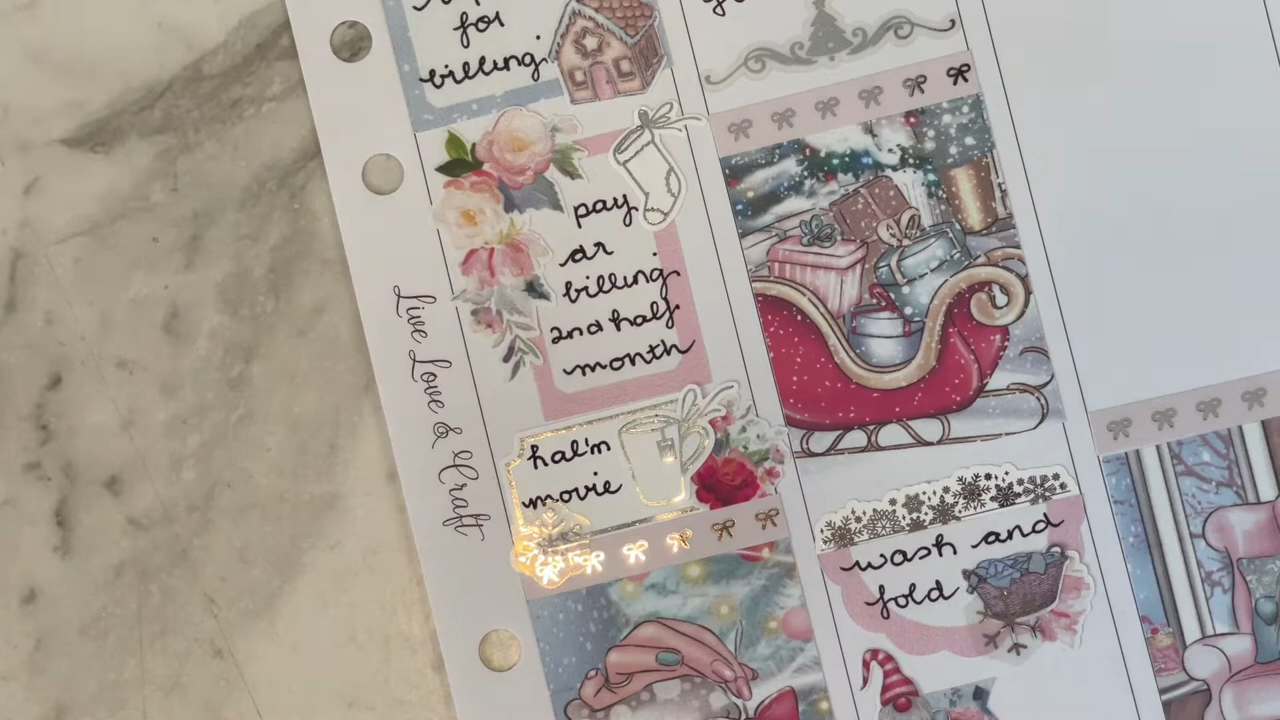 for
billing
pay
ar
billing
2nd half
month
hal'm
movie
wash and
fold
Live Love & Craft